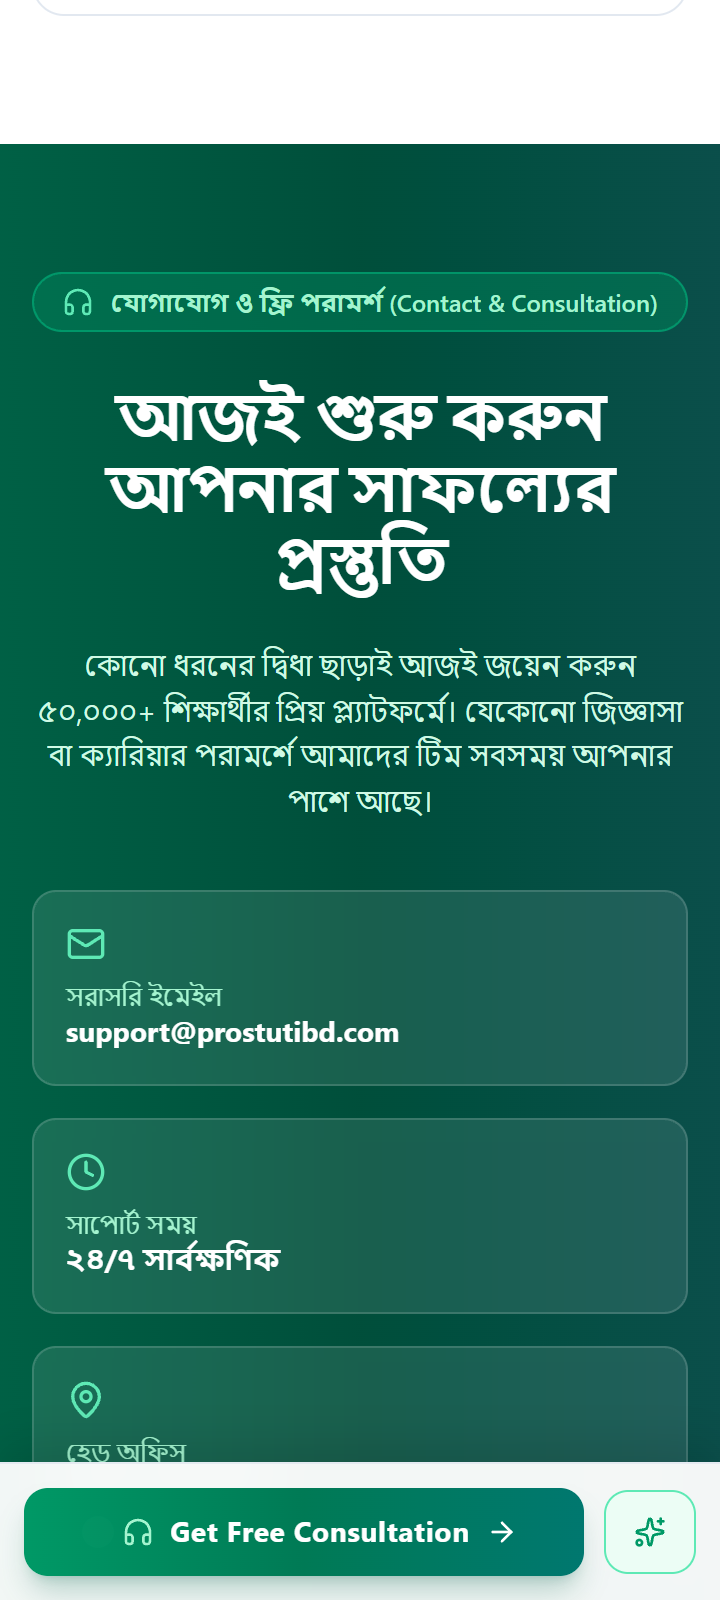 যোগাযোগ ও ফ্রি পরামর্শ (Contact & Consultation)
আজই শুরু করুন
আপনার সাফল্যের
প্রস্তুতি
কোনো ধরনের দ্বিধা ছাড়াই আজই জয়েন করুন
৫০,০০০+ শিক্ষার্থীর প্রিয় প্ল্যাটফর্মে। যেকোনো জিজ্ঞাসা
বা ক্যারিয়ার পরামর্শে আমাদের টিম সবসময় আপনার
পাশে আছে।
সরাসরি ইমেইল
support@prostutibd.com
সাপোর্ট সময়
২৪/৭ সার্বক্ষণিক
হেড অফিস
Get Free Consultation